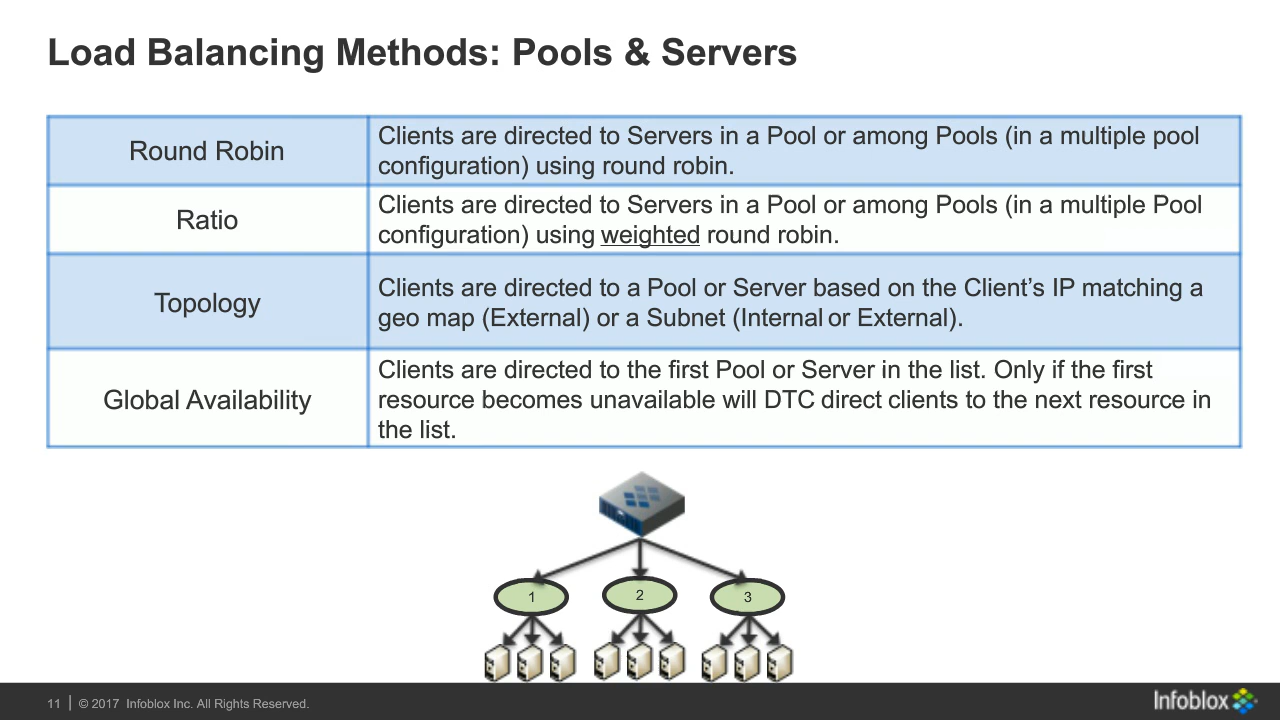 Load Balancing Methods: Pools & Servers
Round Robin
Clients are directed to Servers in a Pool or among Pools (in a multiple pool
configuration) using round robin.
Ratio
Clients are directed to Servers in a Pool or among Pools (in a multiple Pool
configuration) using weighted round robin.
Topology
Clients are directed to a Pool or Server based on the Client’s IP matching a
geo map (External) or a Subnet (Internal or External).
Global Availability
Clients are directed to the first Pool or Server in the list. Only if the first
resource becomes unavailable will DTC direct clients to the next resource in
the list.
1
2
3
11 | © 2017 Infoblox Inc. All Rights Reserved.
Infoblox